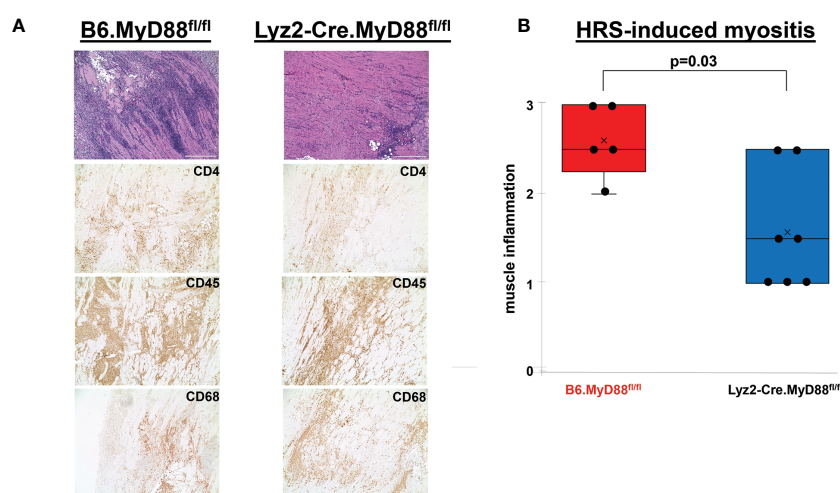 A
B6.MyD88fl/fl
Lyz2-Cre.MyD88fl/fl
CD4
CD4
CD45
CD45
CD68
CD68
B
HRS-induced myositis
p=0.03
muscle inflammation
3
2
1
0
B6.MyD88fl/fl
Lyz2-Cre.MyD88fl/fl